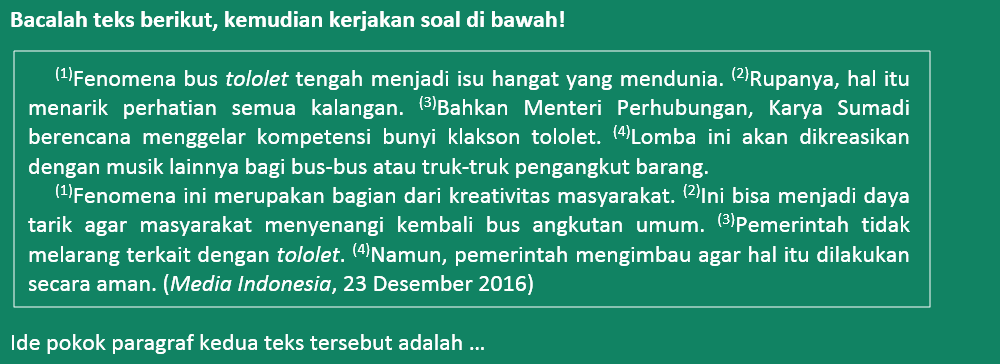 Bacalah teks berikut, kemudian kerjakan soal di bawah!
(1)Fenomena bus tololet tengah menjadi isu hangat yang mendunia. (2)Rupanya, hal itu
menarik perhatian semua kalangan. (3)Bahkan Menteri Perhubungan, Karya Sumadi
berencana menggelar kompetensi bunyi klakson tololet. (4)Lomba ini akan dikreasikan
dengan musik lainnya bagi bus-bus atau truk-truk pengangkut barang.
(1)Fenomena ini merupakan bagian dari kreativitas masyarakat. (2)Ini bisa menjadi daya
tarik agar masyarakat menyenangi kembali bus angkutan umum. (3)Pemerintah tidak
melarang terkait dengan tololet. (4)Namun, pemerintah mengimbau agar hal itu dilakukan
secara aman. (Media Indonesia, 23 Desember 2016)
Ide pokok paragraf kedua teks tersebut adalah ...